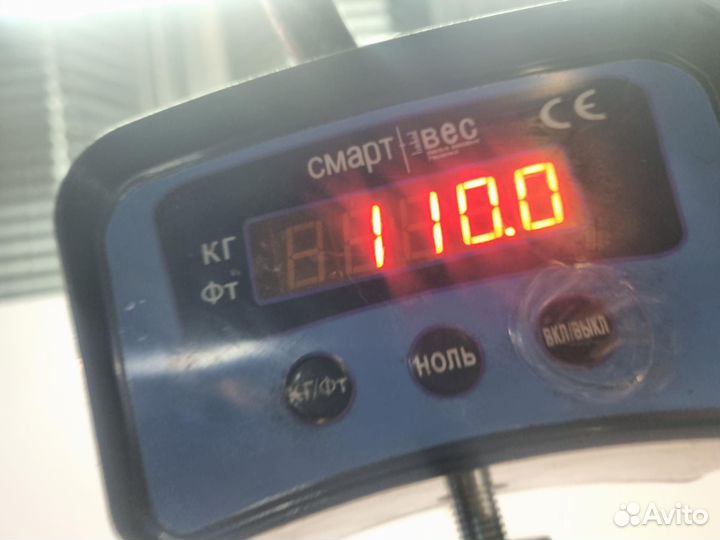 смарт вес
CE
110.0
кг
фт
кг/фт
ноль
вкл/выкл
Avito